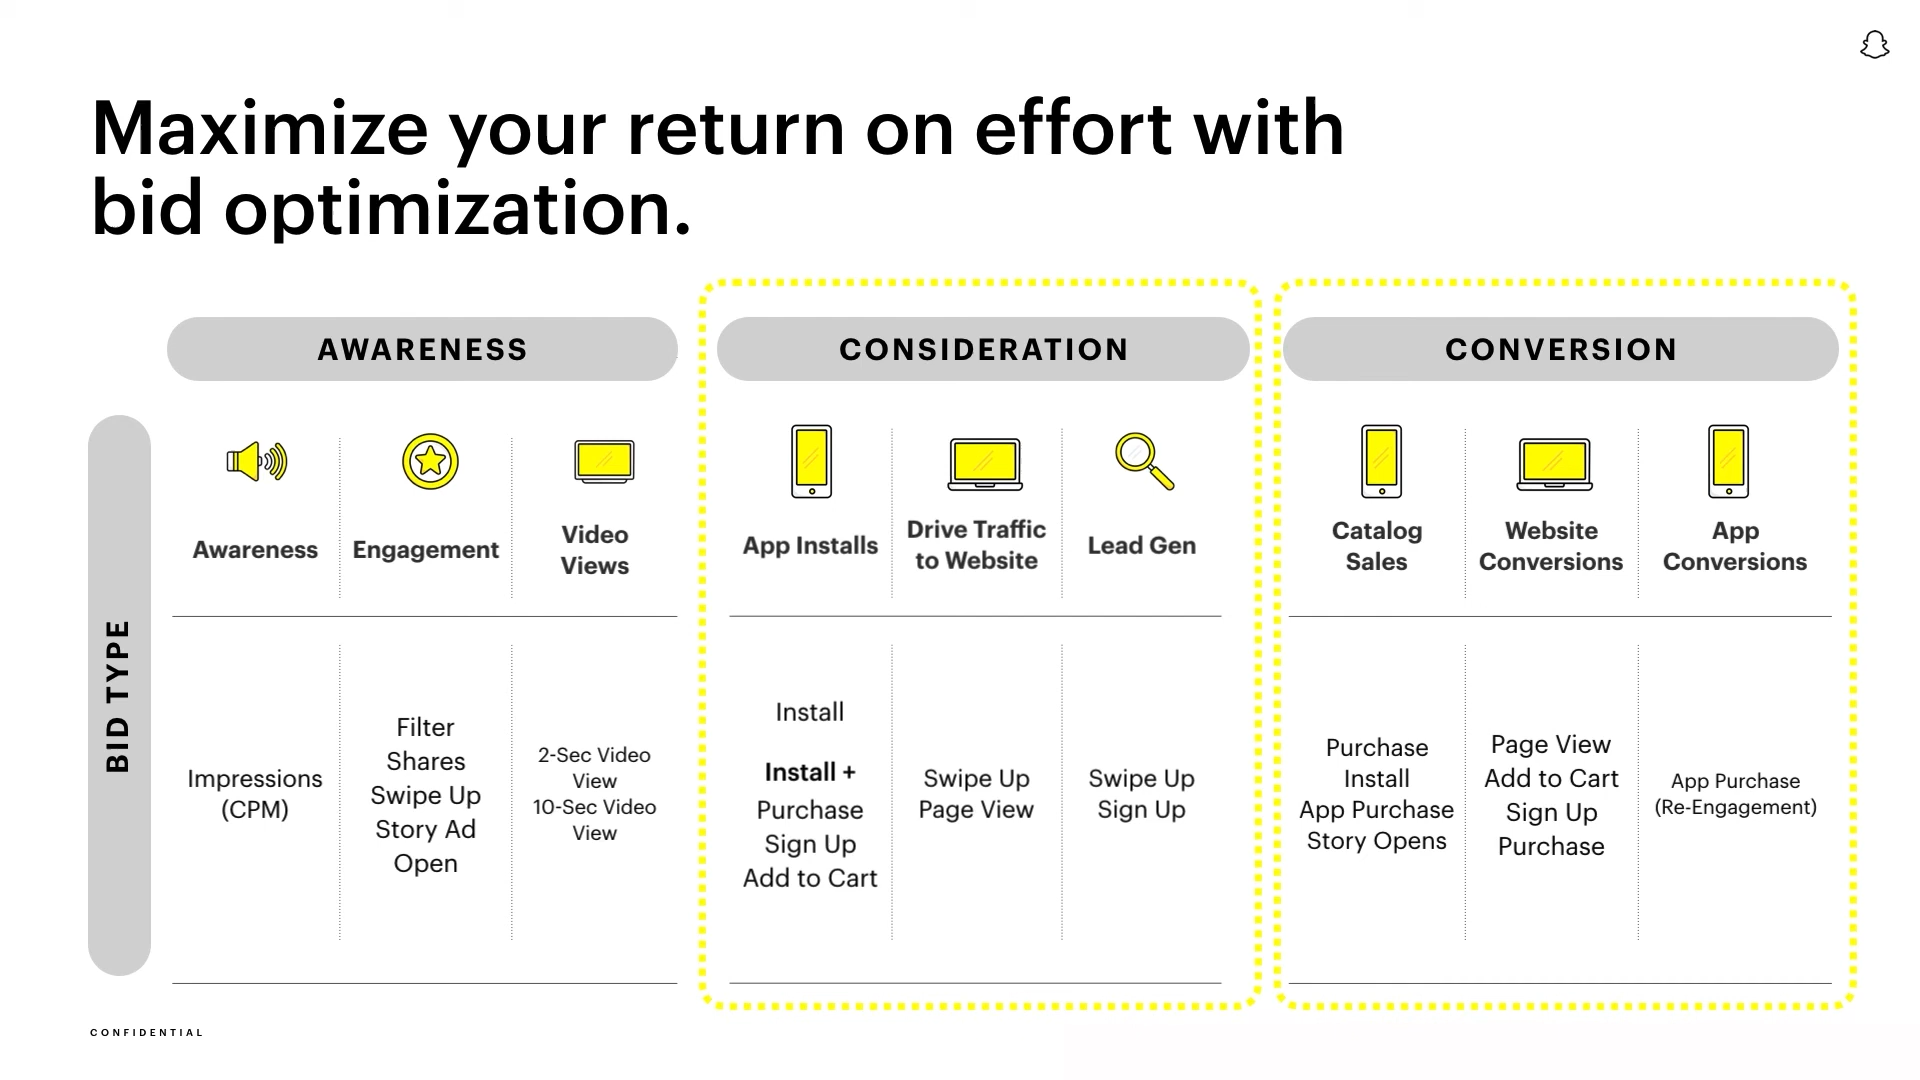 Maximize your return on effort with
bid optimization.
AWARENESS
CONSIDERATION
CONVERSION
BID TYPE
Awareness
Engagement
Video
Views
App Installs
Drive Traffic
to Website
Lead Gen
Catalog
Sales
Website
Conversions
App
Conversions
Impressions
(CPM)
Filter
Shares
Swipe Up
Story Ad
Open
2-Sec Video
View
10-Sec Video
View
Install
Install +
Purchase
Sign Up
Add to Cart
Swipe Up
Page View
Swipe Up
Sign Up
Purchase
Install
App Purchase
Story Opens
Page View
Add to Cart
Sign Up
Purchase
App Purchase
(Re-Engagement)
CONFIDENTIAL